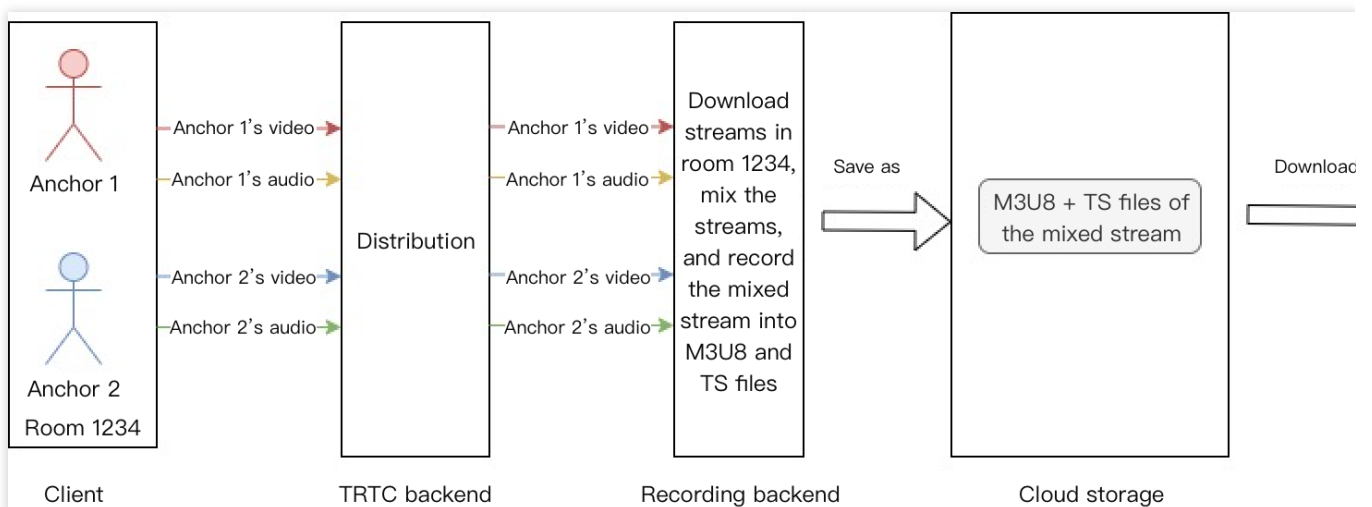 Anchor 1
Anchor 2
Room 1234
Client
Anchor 1's video
Anchor 1's audio
Anchor 2's video
Anchor 2's audio
Distribution
TRTC backend
Anchor 1's video
Anchor 1's audio
Anchor 2's video
Anchor 2's audio
Download
streams in
room 1234,
mix the
streams,
and record
the mixed
stream into
M3U8 and
TS files
Recording backend
Save as
M3U8 + TS files of
the mixed stream
Cloud storage
Download